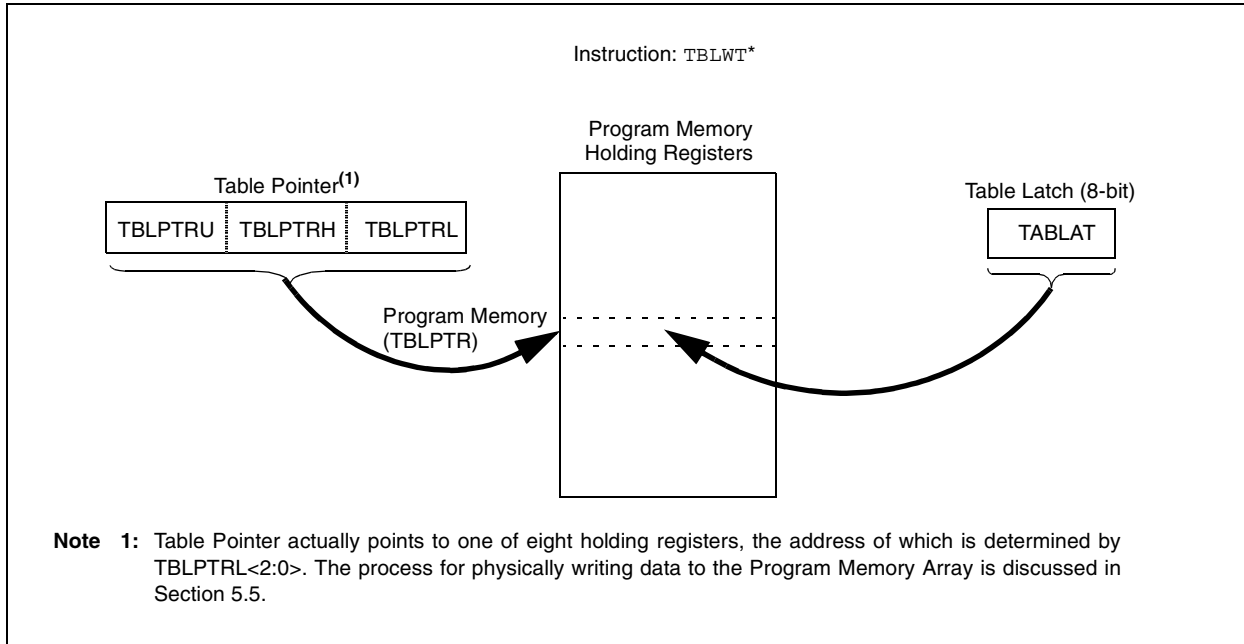 Instruction: TBLWT*
Program Memory
Holding Registers
Table Pointer(1)
TBLPTRU TBLPTRH TBLPTRL
Table Latch (8-bit)
TABLAT
Program Memory
(TBLPTR)
Note 1: Table Pointer actually points to one of eight holding registers, the address of which is determined by
TBLPTRL<2:0>. The process for physically writing data to the Program Memory Array is discussed in
Section 5.5.